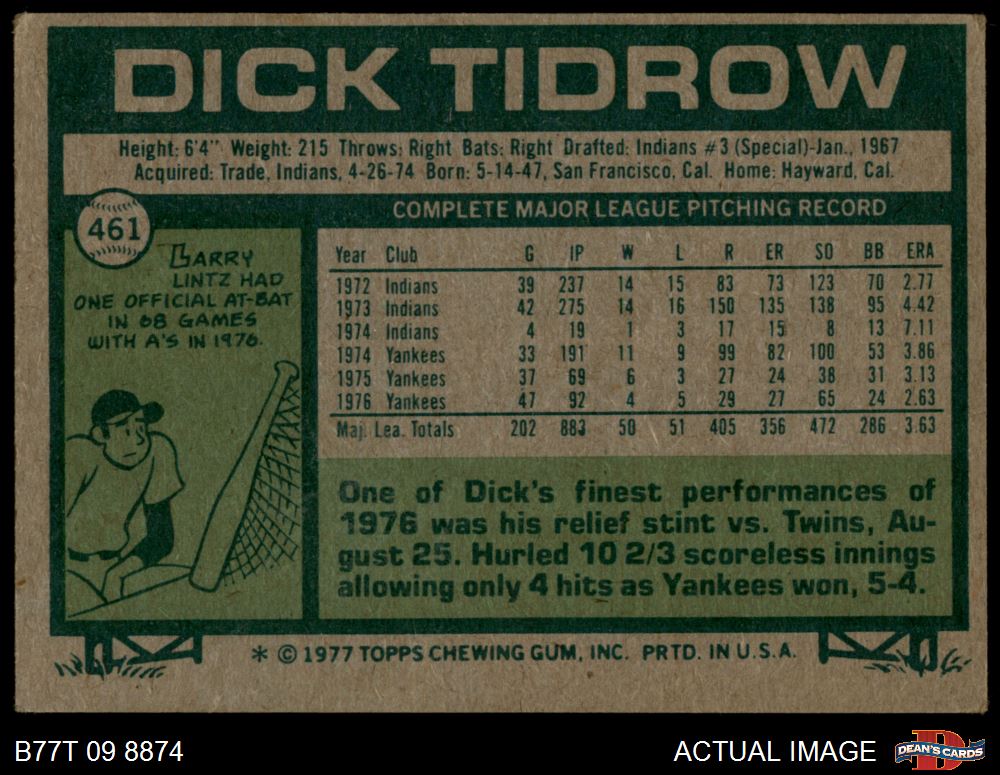 DICK TIDROW
Height: 6'4" Weight: 215 Throws: Right Bats: Right Drafted: Indians #3 (Special)-Jan., 1967
Acquired: Trade, Indians, 4-26-74 Born: 5-14-47, San Francisco, Cal. Home: Hayward, Cal.
461
LARRY
LINTZ HAD
ONE OFFICIAL AT-BAT
IN 68 GAMES
WITH A'S IN 1976.
COMPLETE MAJOR LEAGUE PITCHING RECORD
Year Club G IP W L R ER SO BB ERA
1972 Indians 39 237 14 15 83 73 123 70 2.77
1973 Indians 42 275 14 16 150 135 138 95 4.42
1974 Indians 4 19 1 3 17 15 8 13 7.11
1974 Yankees 33 191 11 9 99 82 100 53 3.86
1975 Yankees 37 69 6 3 27 24 38 31 3.13
1976 Yankees 47 92 4 5 29 27 65 24 2.63
Maj. Lea. Totals 202 883 50 51 405 356 472 286 3.63
One of Dick's finest performances of
1976 was his relief stint vs. Twins, Au-
gust 25. Hurled 10 2/3 scoreless innings
allowing only 4 hits as Yankees won, 5-4.
* © 1977 TOPPS CHEWING GUM, INC. PRTD. IN U.S.A.
B77T 09 8874
ACTUAL IMAGE
D
DEAN'S CARDS